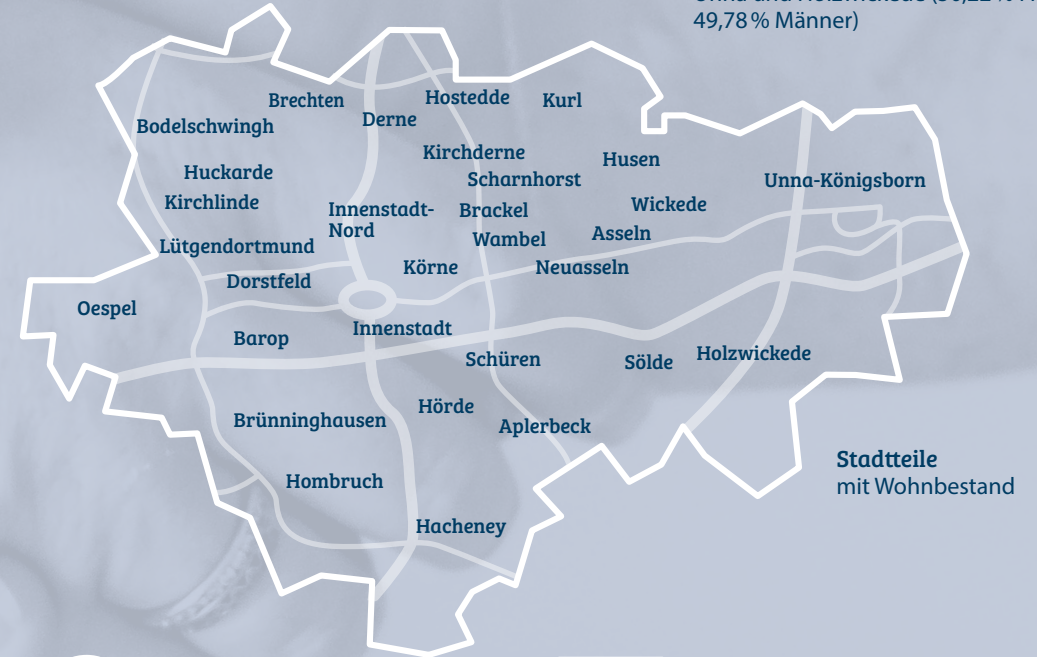 49,78 % Männer)
Brechten
Hostedde
Kurl
Derne
Bodelschwingh
Kirchderne
Husen
Huckarde
Scharnhorst
Unna-Königsborn
Kirchlinde
Innenstadt-
Nord
Brackel
Wickede
Lütgendortmund
Wambel
Asseln
Körne
Neuasseln
Dorstfeld
Oespel
Innenstadt
Barop
Schüren
Sölde
Holzwickede
Hörde
Brünninghausen
Aplerbeck
Stadtteile
mit Wohnbestand
Hombruch
Hacheney